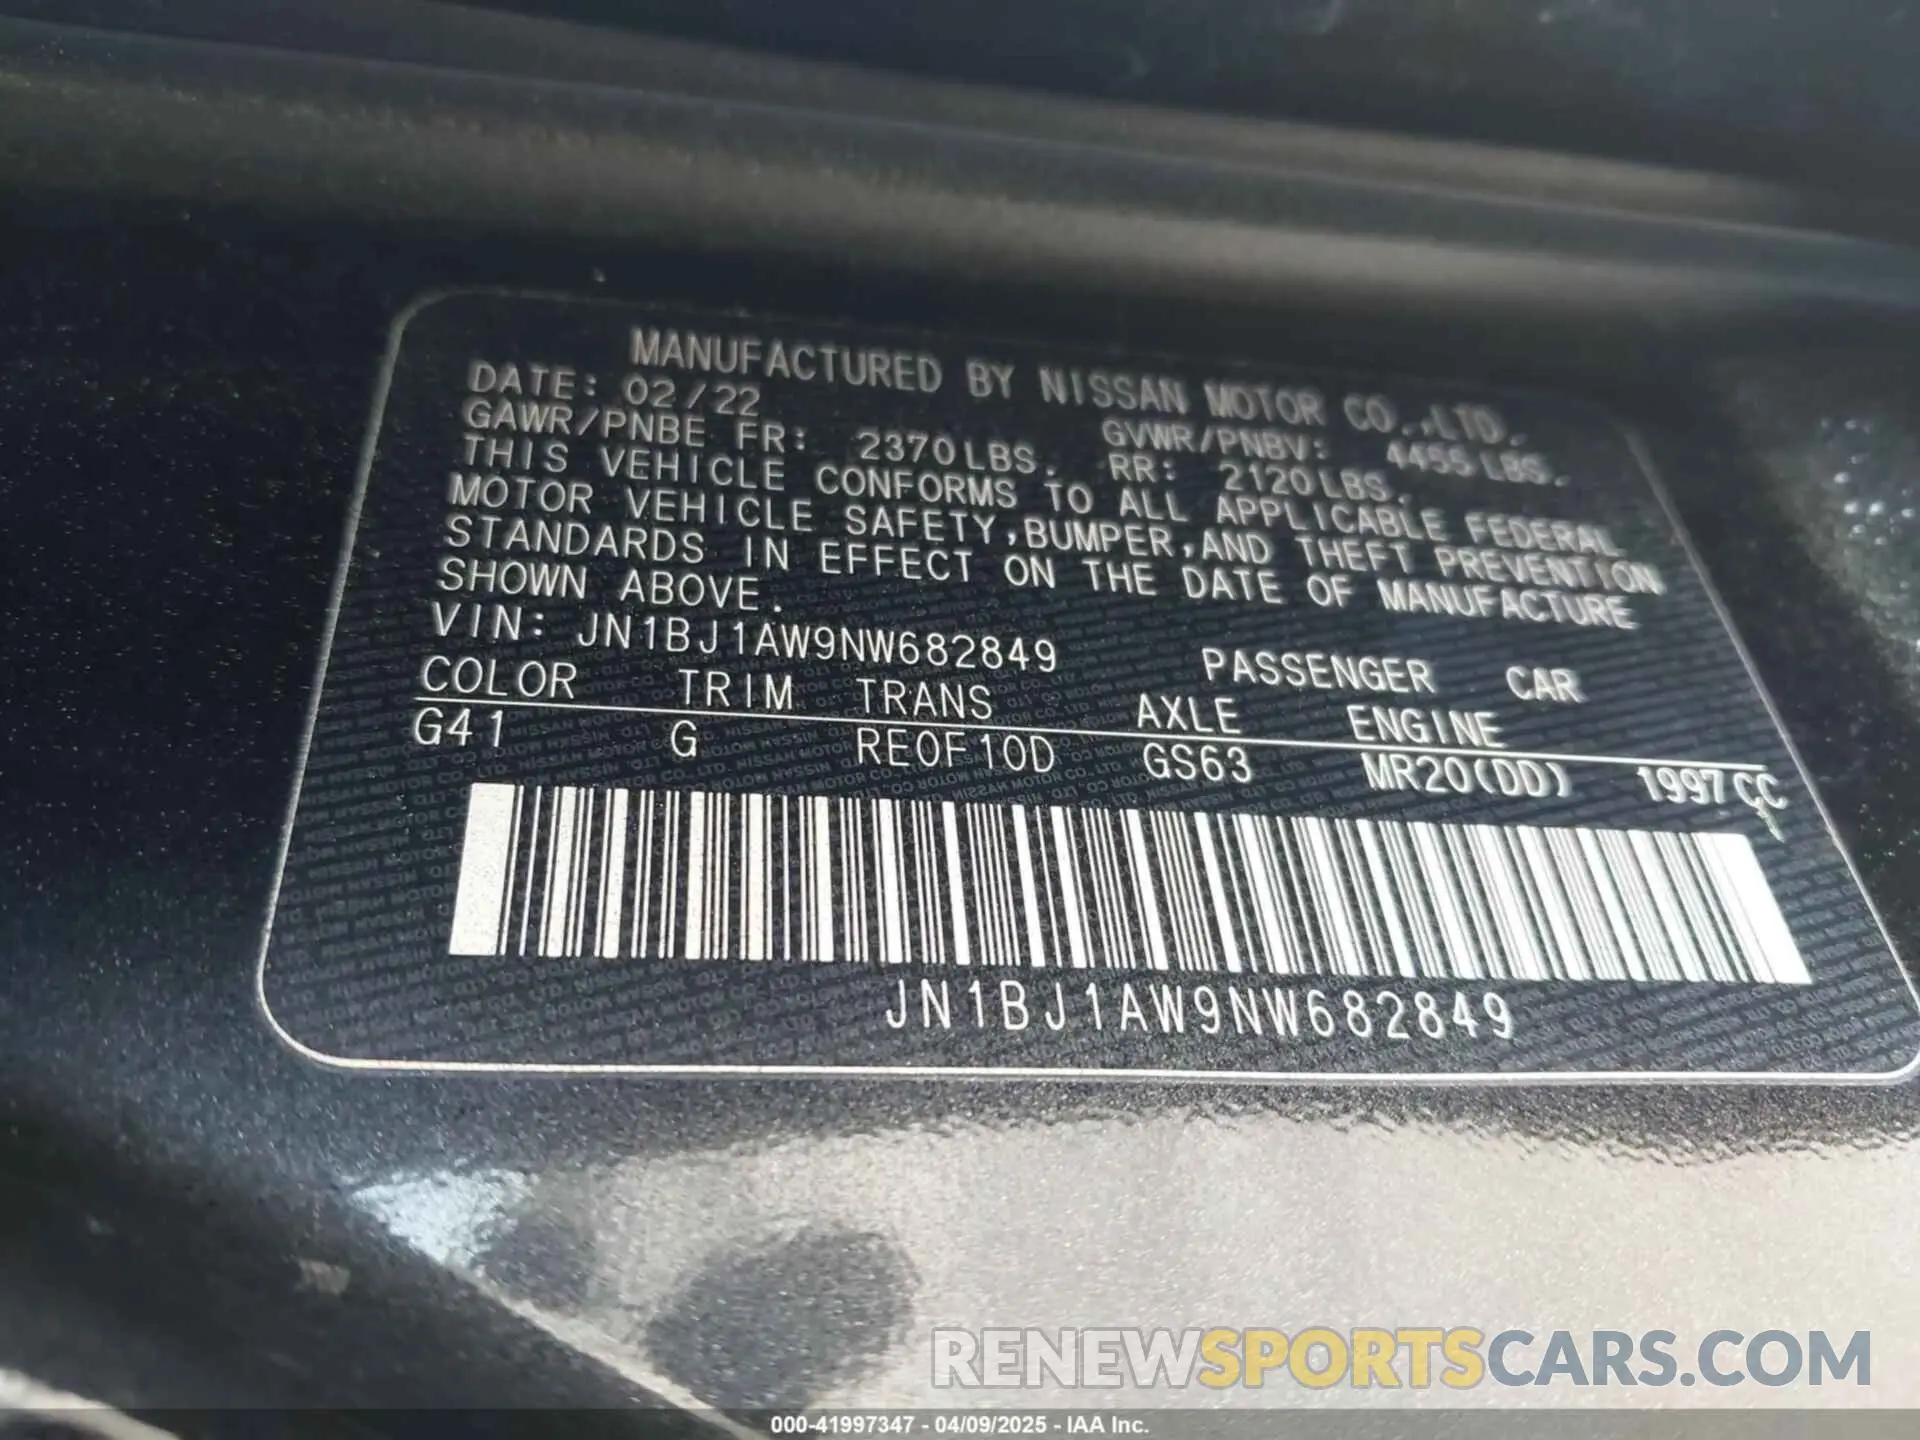 MANUFACTURED BY NISSAN MOTOR CO.,LTD.
DATE: 02/22
GVWR/PNBV: 4455 LBS.
GAWR/PNBE FR: 2370LBS. RR: 2120LBS.
THIS VEHICLE CONFORMS TO ALL APPLICABLE FEDERAL
MOTOR VEHICLE SAFETY,BUMPER,AND THEFT PREVENTION
STANDARDS IN EFFECT ON THE DATE OF MANUFACTURE
SHOWN ABOVE.
VIN: JN1BJ1AW9NW682849 PASSENGER CAR
COLOR TRIM TRANS AXLE ENGINE
G41 G RE0F10D GS63 MR20(DD) 1997CC
JN1BJ1AW9NW682849
RENEWSPORTSCARS.COM
000-41997347 - 04/09/2025 - IAA Inc.